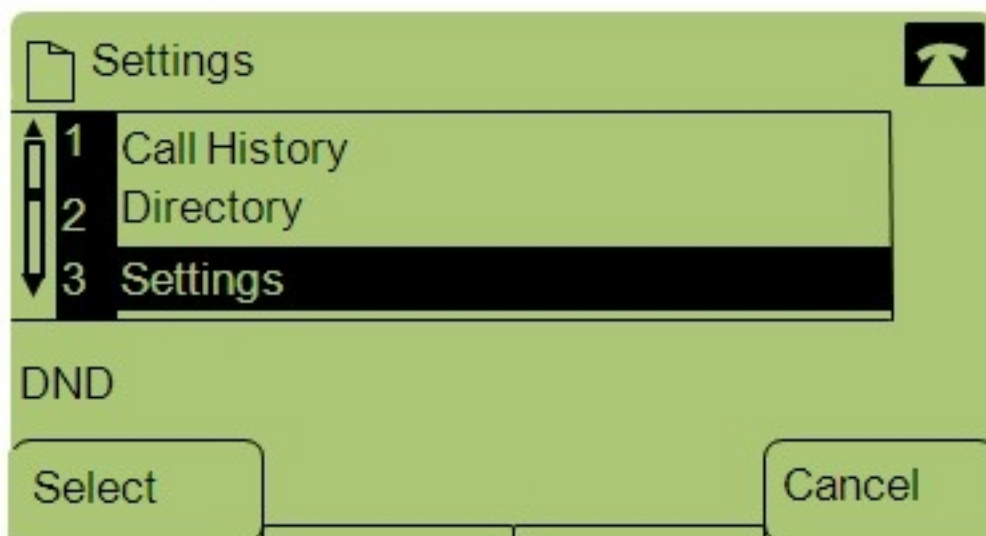 Settings
1 Call History
2 Directory
3 Settings
DND
Select Cancel